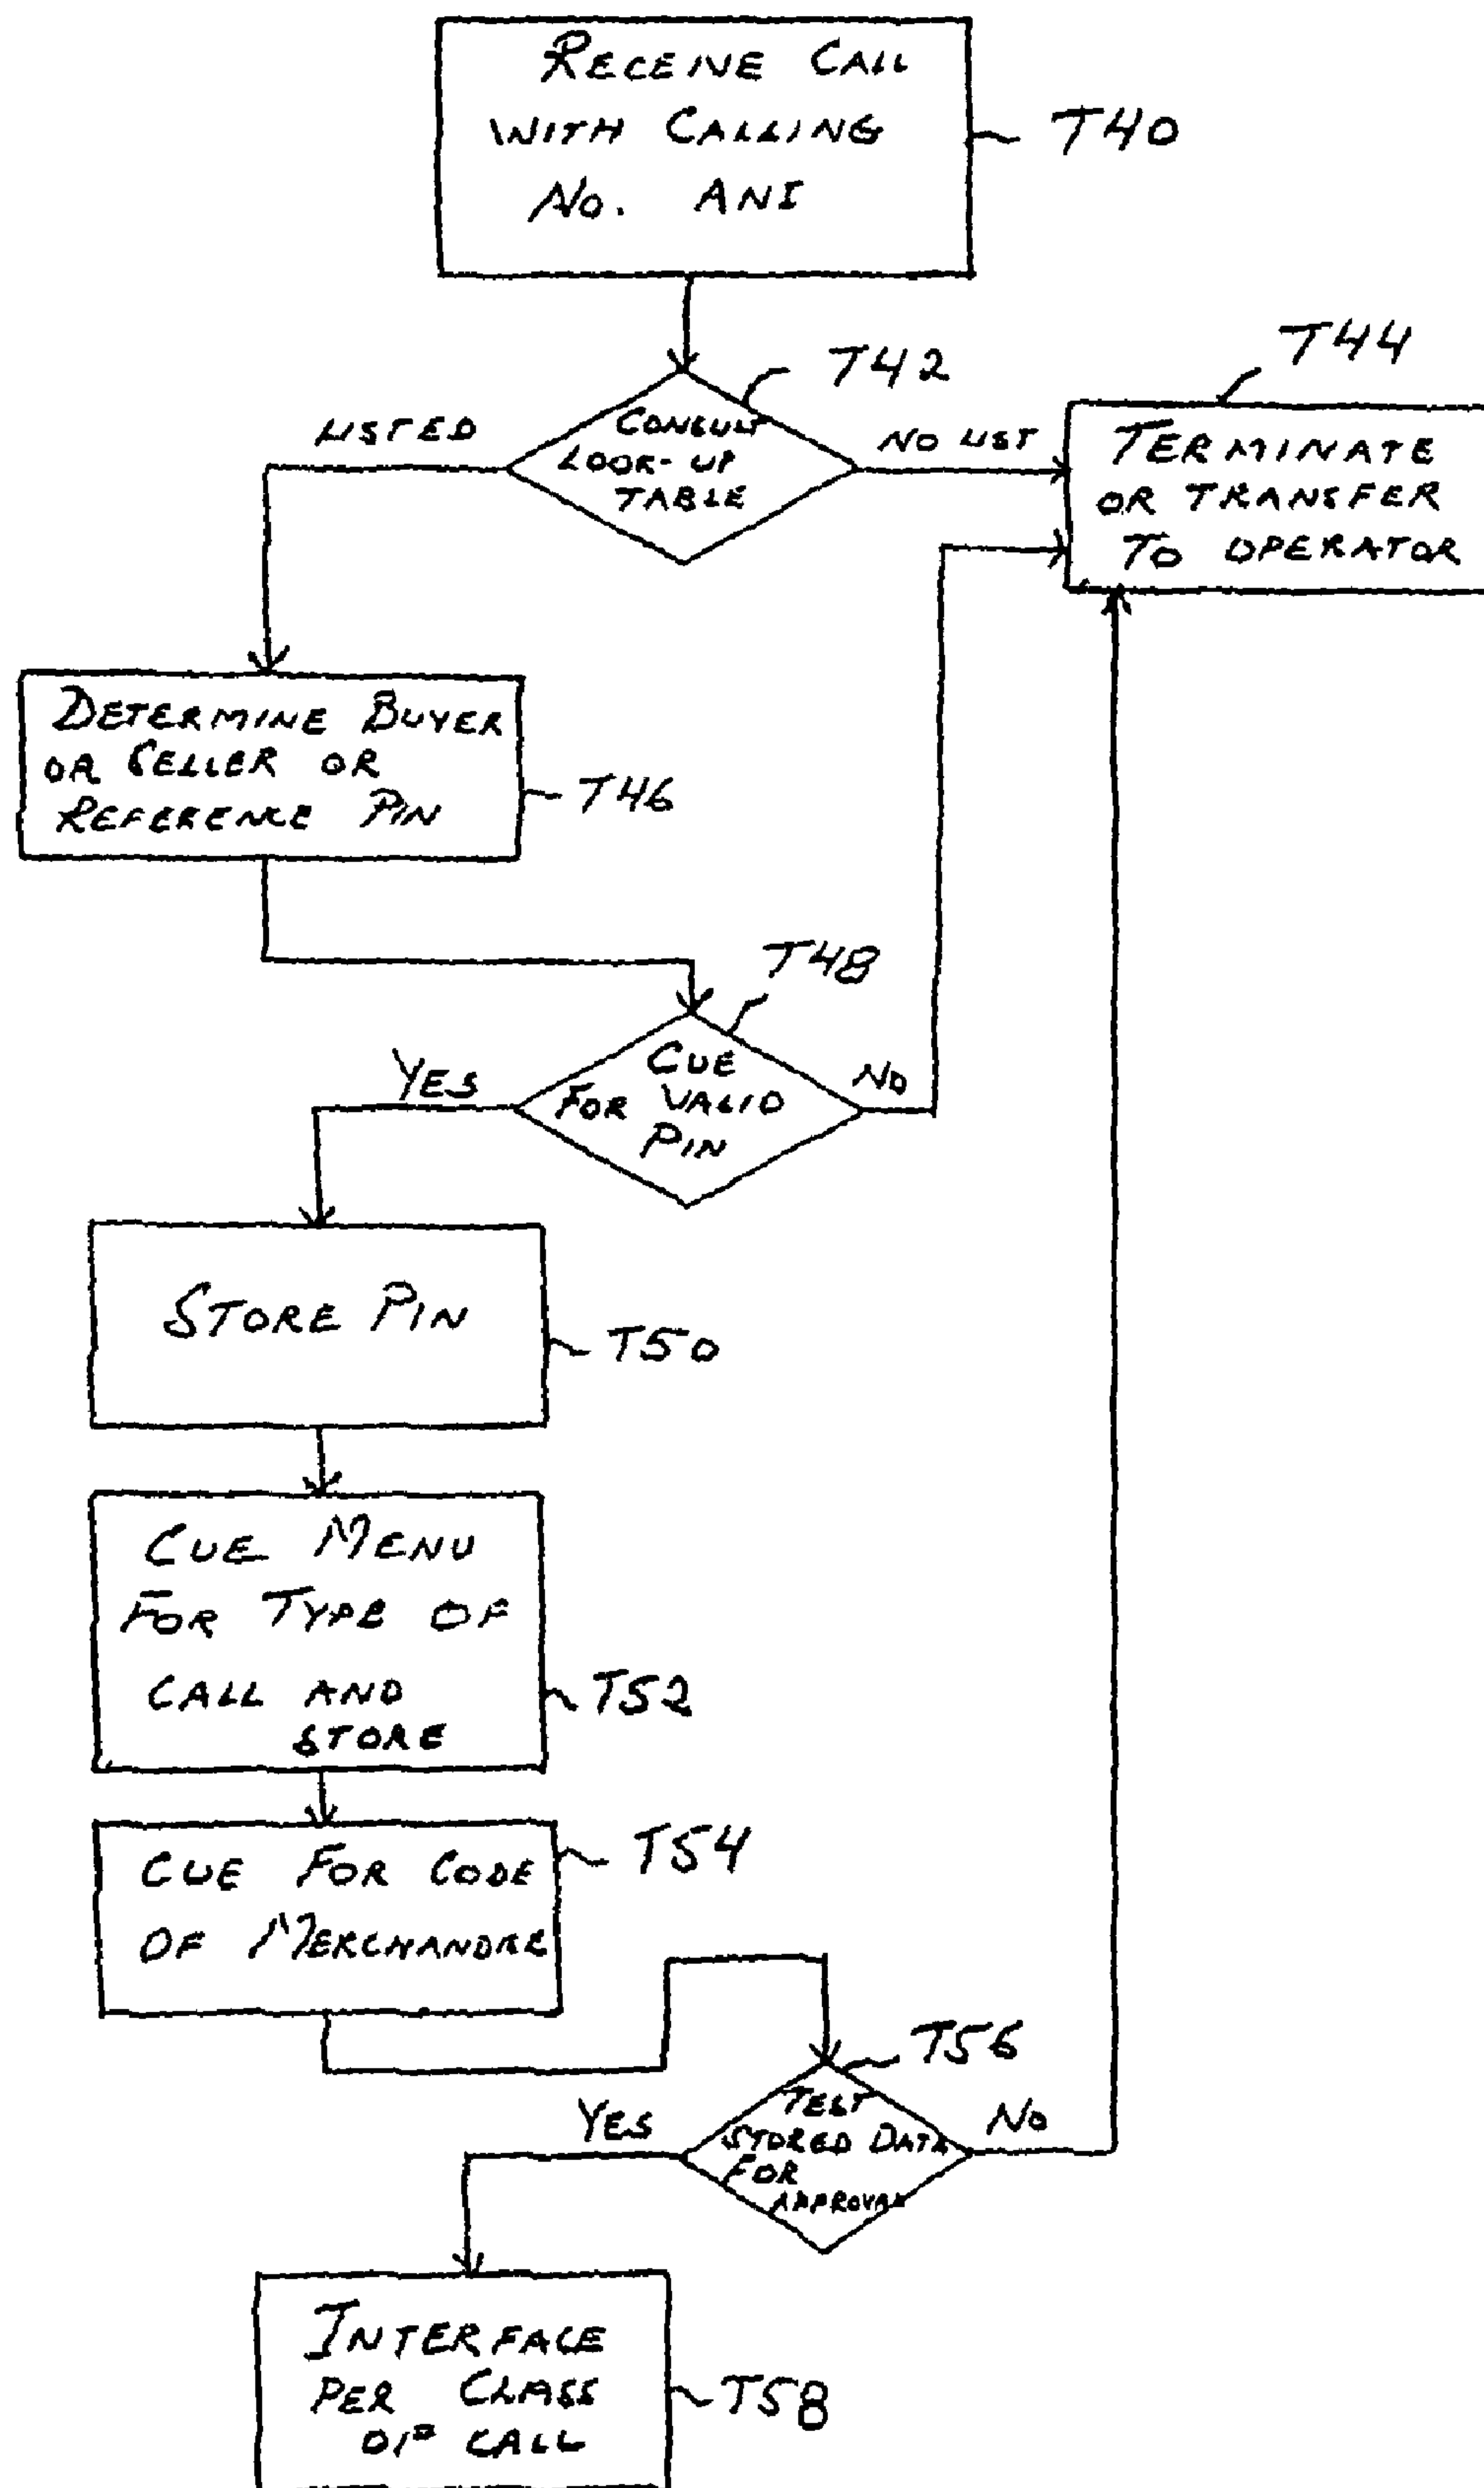 RECEIVE CALL
WITH CALLING
NO. ANI
T40
T42
CONSULT
LOOK-UP
TABLE
LISTED
NO LIST
T44
TERMINATE
OR TRANSFER
TO OPERATOR
DETERMINE BUYER
OR SELLER OR
REFERENCE PIN
T46
T48
CUE
FOR VALID
PIN
YES
NO
STORE PIN
T50
CUE MENU
FOR TYPE OF
CALL AND
STORE
T52
CUE FOR CODE
OF MERCHANDISE
T54
T56
TEST
STORED DATA
FOR
APPROVAL
YES
NO
INTERFACE
PER CLASS
OF CALL
T58